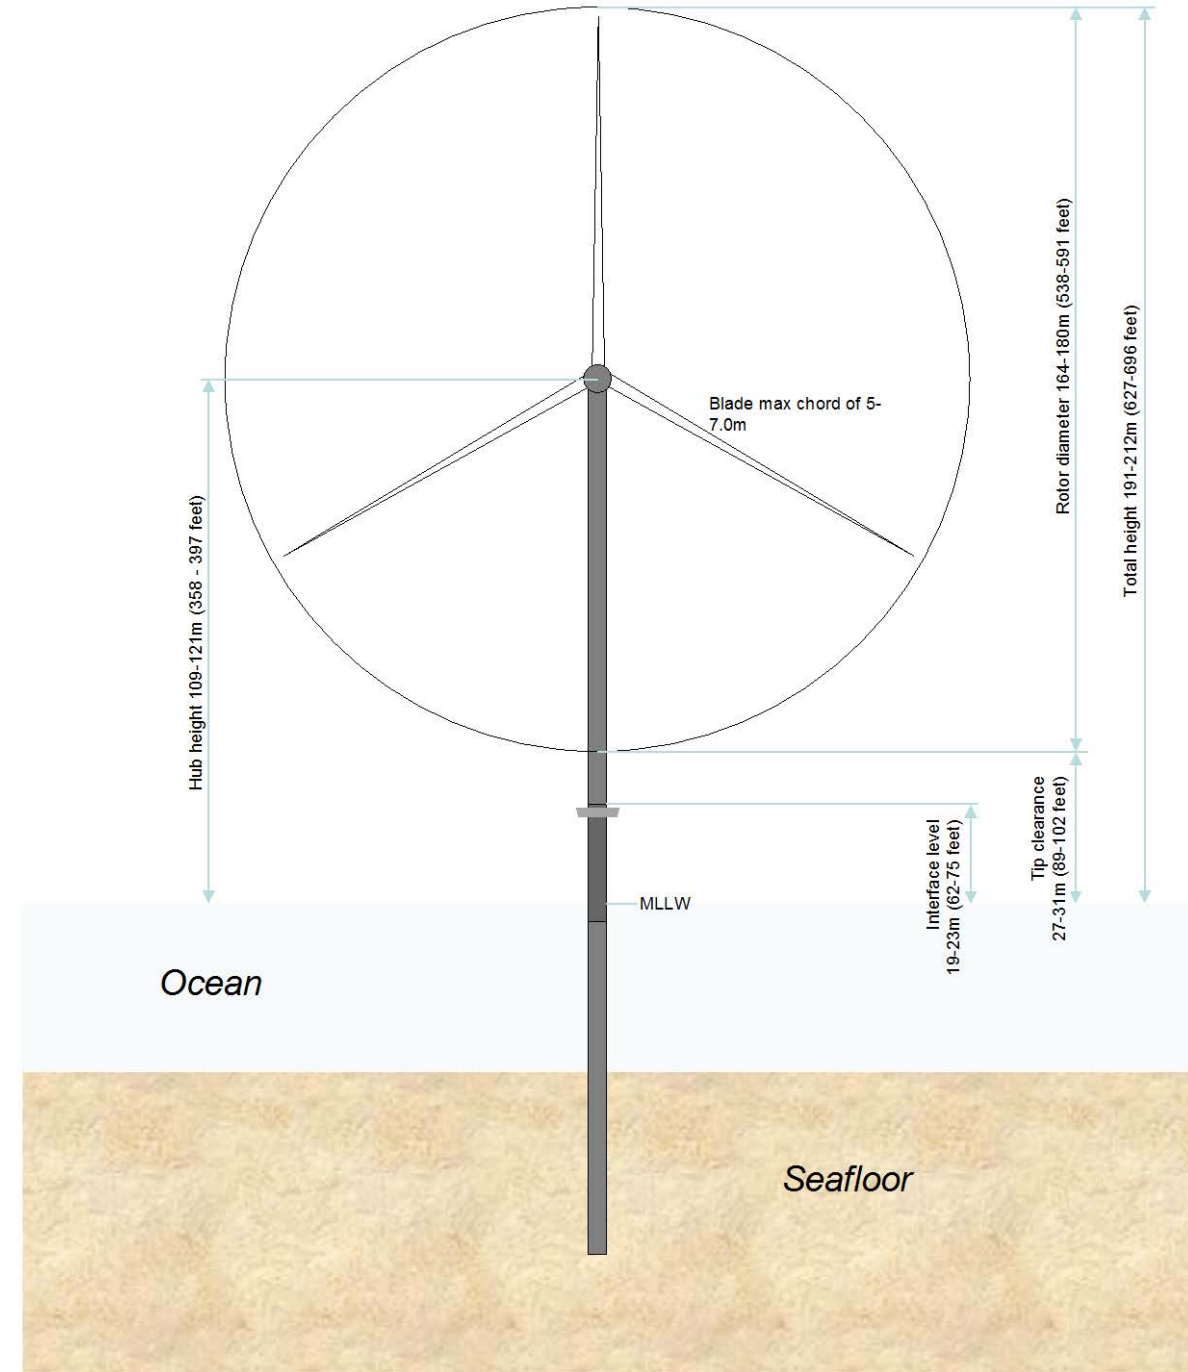 Rotor diameter 164-180m (538-591 feet)
Total height 191-212m (627-696 feet)
Blade max chord of 5-
7.0m
Hub height 109-121m (358 - 397 feet)
Interface level
19-23m (62-75 feet)
Tip clearance
27-31m (89-102 feet)
MLLW
Ocean
Seafloor